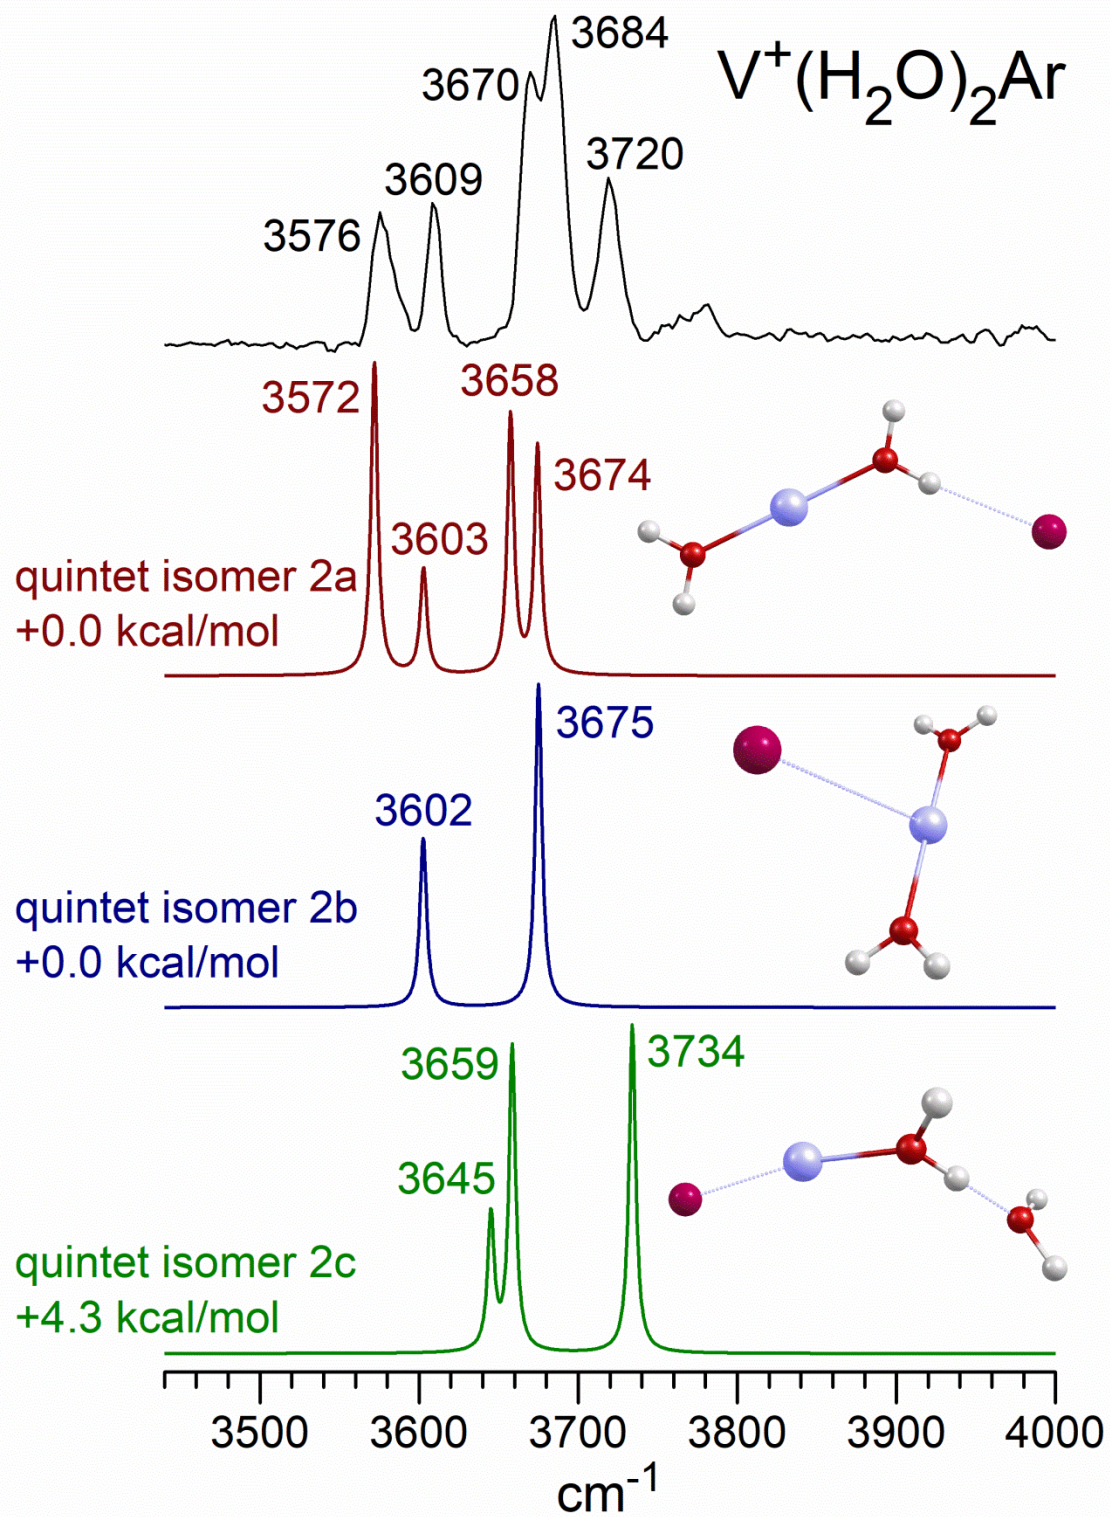 V⁺(H₂O)₂Ar
3684
3670
3720
3609
3576
3572
3658
3674
3603
quintet isomer 2a
+0.0 kcal/mol
3675
3602
quintet isomer 2b
+0.0 kcal/mol
3659
3734
3645
quintet isomer 2c
+4.3 kcal/mol
3500 3600 3700 3800 3900 4000
cm⁻¹